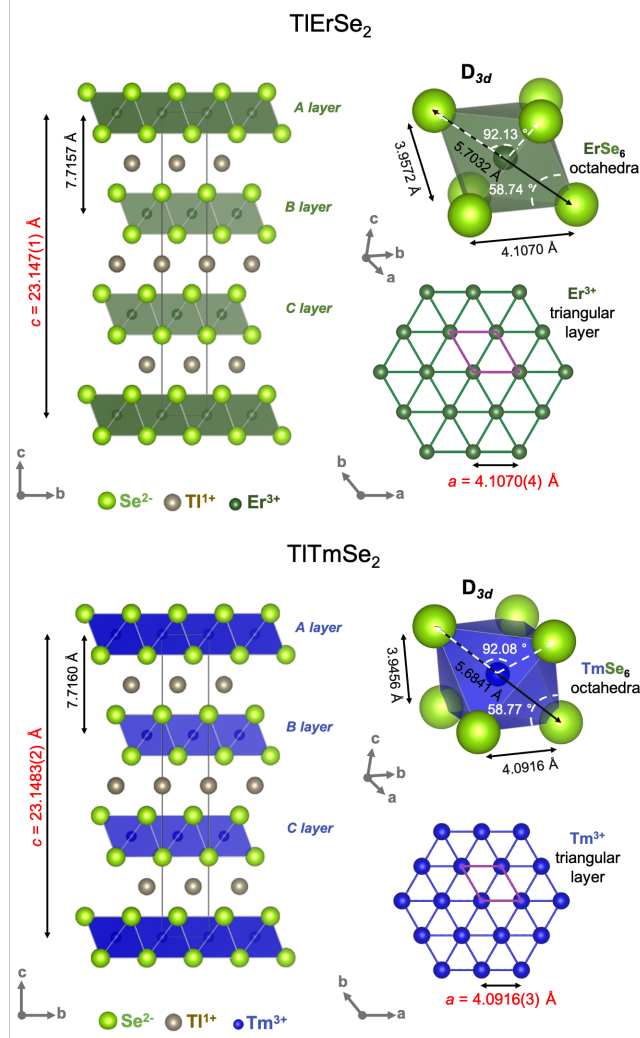 TlErSe2
A layer
7.7157 Å
B layer
c = 23.147(1) Å
C layer
c
b
Se2-
Tl1+
Er3+
D3d
92.13 °
5.7032 Å
3.9572 Å
58.74 °
4.1070 Å
ErSe6
octahedra
c
b
a
Er3+
triangular
layer
b
a
a = 4.1070(4) Å
TlTmSe2
A layer
7.7160 Å
B layer
c = 23.1483(2) Å
C layer
c
b
Se2-
Tl1+
Tm3+
D3d
92.08 °
5.6841 Å
3.9456 Å
58.77 °
4.0916 Å
TmSe6
octahedra
c
b
a
Tm3+
triangular
layer
b
a
a = 4.0916(3) Å